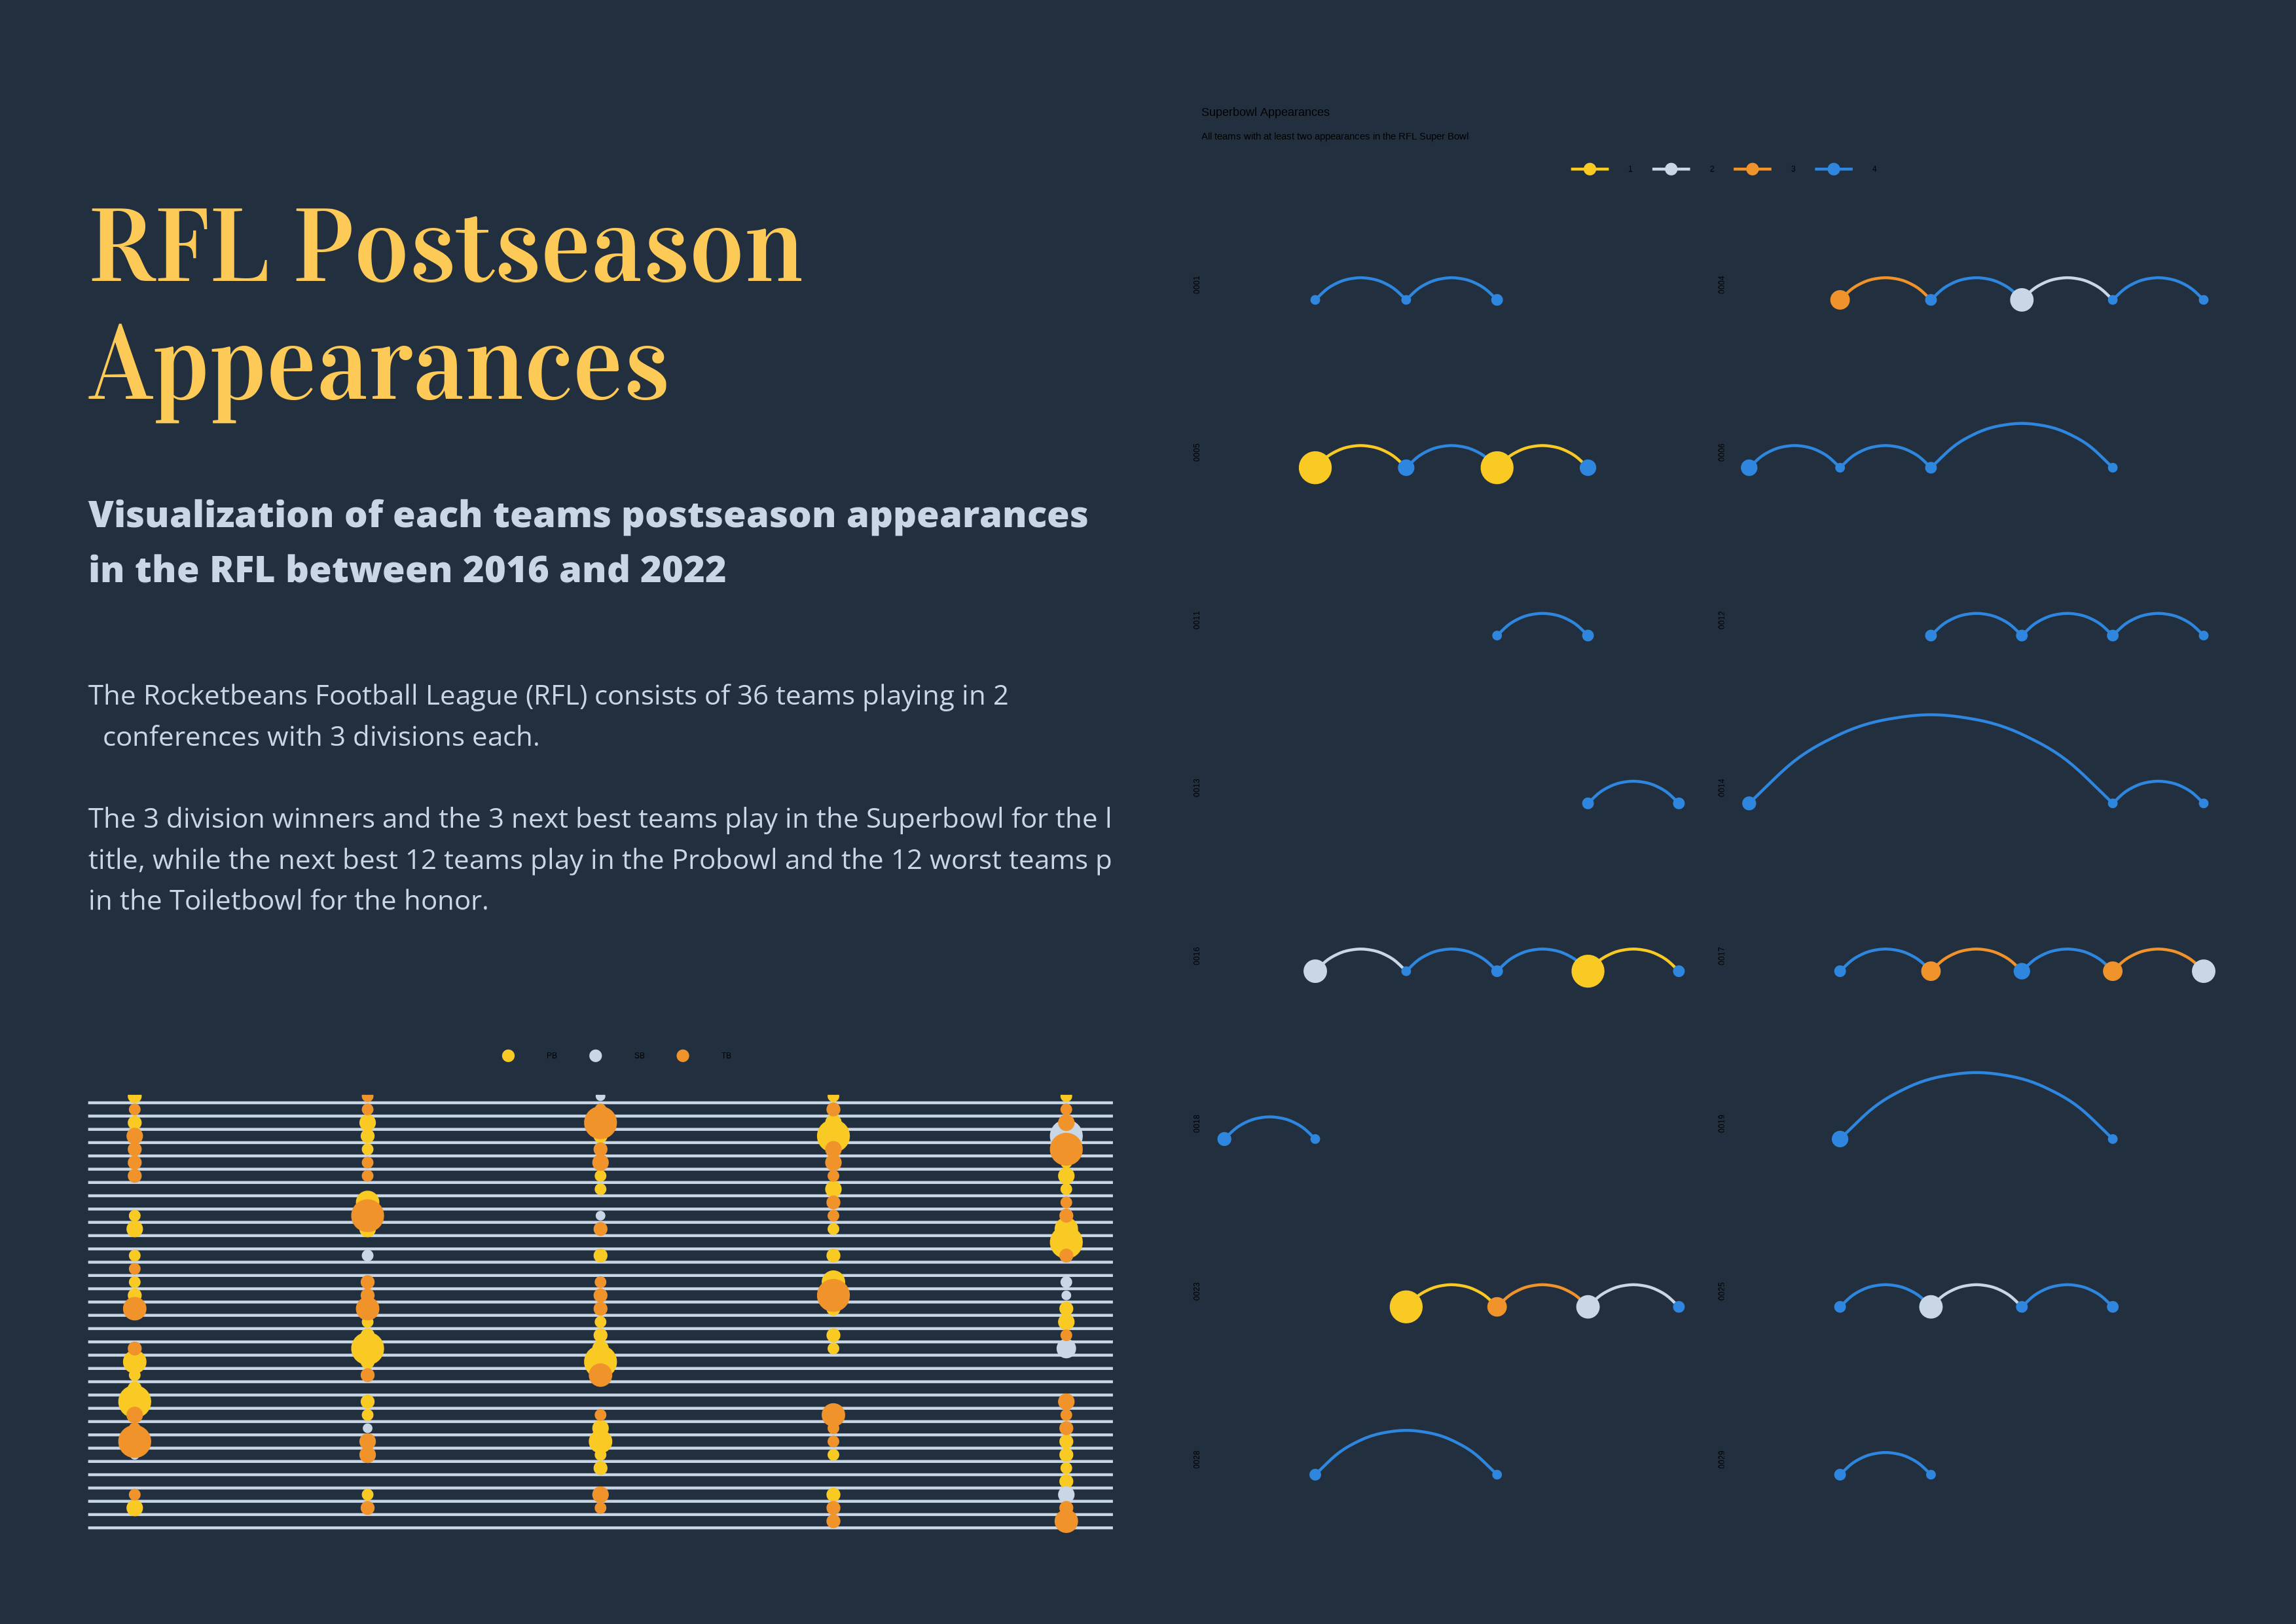 RFL Postseason
Appearances
Visualization of each teams postseason appearances
in the RFL between 2016 and 2022
The Rocketbeans Football League (RFL) consists of 36 teams playing in 2
conferences with 3 divisions each.
The 3 division winners and the 3 next best teams play in the Superbowl for the l
title, while the next best 12 teams play in the Probowl and the 12 worst teams p
in the Toiletbowl for the honor.
PB SB TB
Superbowl Appearances
All teams with at least two appearances in the RFL Super Bowl
1 2 3 4
0001 0004
0005 0006
0011 0012
0013 0014
0016 0017
0018 0019
0023 0025
0028 0029